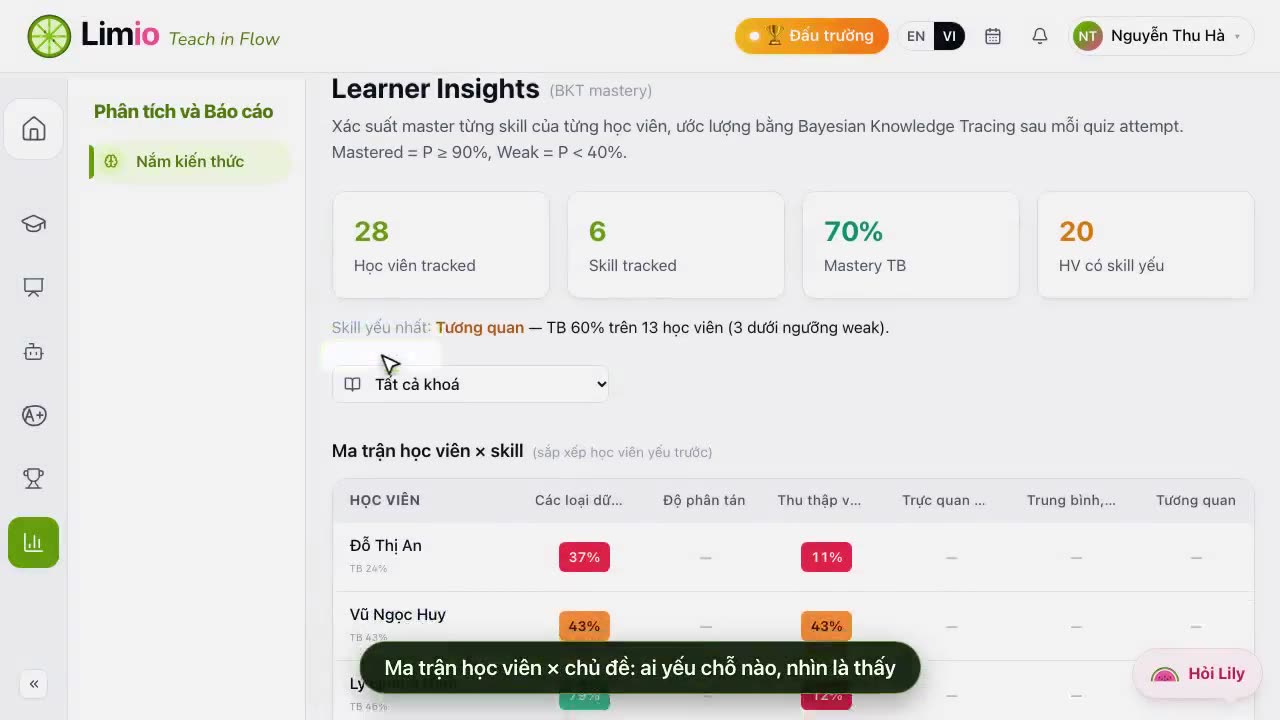 Limio Teach in Flow
🏆 Đấu trường
EN VI
NT Nguyễn Thu Hà
Phân tích và Báo cáo
Nắm kiến thức
Learner Insights (BKT mastery)
Xác suất master từng skill của từng học viên, ước lượng bằng Bayesian Knowledge Tracing sau mỗi quiz attempt.
Mastered = P ≥ 90%, Weak = P < 40%.
28
Học viên tracked
6
Skill tracked
70%
Mastery TB
20
HV có skill yếu
Skill yếu nhất: Tương quan — TB 60% trên 13 học viên (3 dưới ngưỡng weak).
Tất cả khoá
Ma trận học viên × skill (sắp xếp học viên yếu trước)
HỌC VIÊN Các loại dữ... Độ phân tán Thu thập v... Trực quan ... Trung bình,... Tương quan
Đỗ Thị An 37% — 11% — — —
TB 24%
Vũ Ngọc Huy 43% — 43% — — —
TB 43%
Ma trận học viên × chủ đề: ai yếu chỗ nào, nhìn là thấy
79% 12% — — —
TB 46%
Hỏi Lily
A+
«